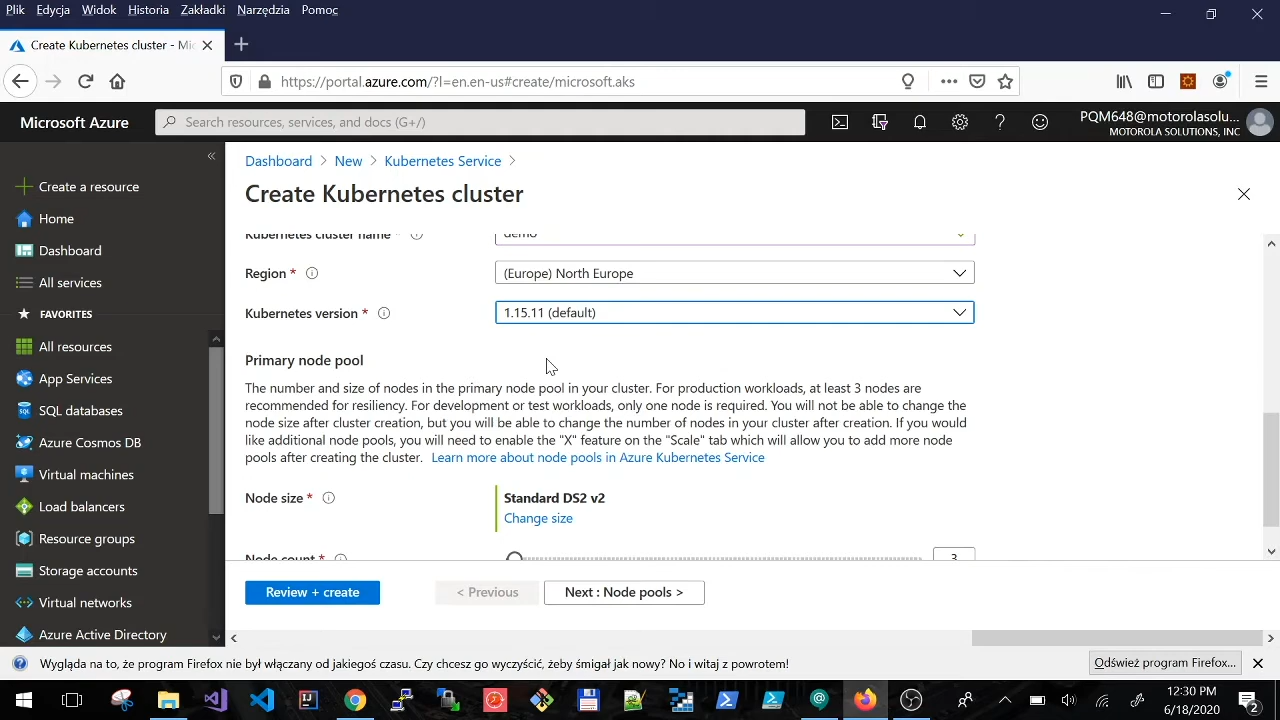 Plik Edycja Widok Historia Zakładki Narzędzia Pomoc
Create Kubernetes cluster - Mic
https://portal.azure.com/?l=en.en-us#create/microsoft.aks
Microsoft Azure
Search resources, services, and docs (G+/)
PQM648@motorolasolu...
MOTOROLA SOLUTIONS, INC
Create a resource
Home
Dashboard
All services
FAVORITES
All resources
App Services
SQL databases
Azure Cosmos DB
Virtual machines
Load balancers
Resource groups
Storage accounts
Virtual networks
Azure Active Directory
Dashboard > New > Kubernetes Service >
Create Kubernetes cluster
Kubernetes cluster name *
demo
Region *
(Europe) North Europe
Kubernetes version *
1.15.11 (default)
Primary node pool
The number and size of nodes in the primary node pool in your cluster. For production workloads, at least 3 nodes are
recommended for resiliency. For development or test workloads, only one node is required. You will not be able to change the
node size after cluster creation, but you will be able to change the number of nodes in your cluster after creation. If you would
like additional node pools, you will need to enable the "X" feature on the "Scale" tab which will allow you to add more node
pools after creating the cluster. Learn more about node pools in Azure Kubernetes Service
Node size *
Standard DS2 v2
Change size
Node count *
3
Review + create
< Previous
Next : Node pools >
Wygląda na to, że program Firefox nie był włączany od jakiegoś czasu. Czy chcesz go wyczyścić, żeby śmigał jak nowy? No i witaj z powrotem!
Odśwież program Firefox...
12:30 PM
6/18/2020
2